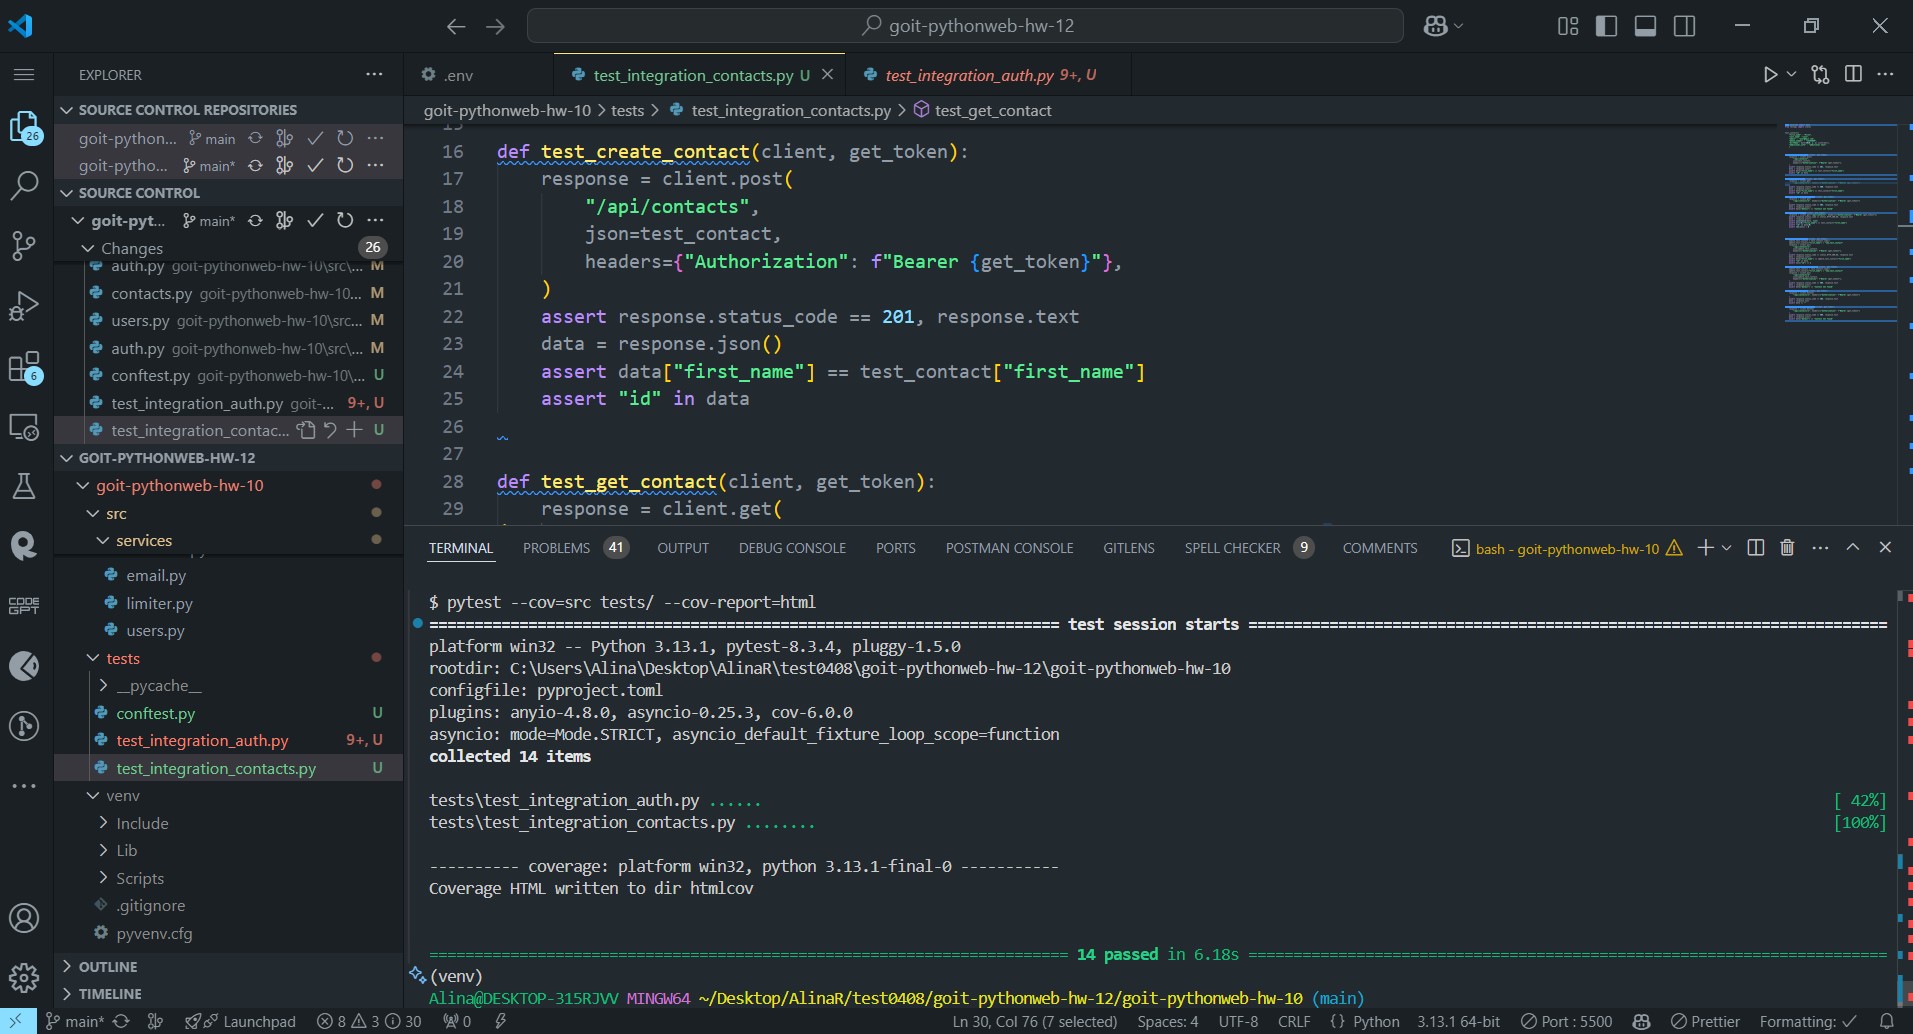 goit-pythonweb-hw-12
EXPLORER
SOURCE CONTROL REPOSITORIES
goit-python... main
goit-pytho... main*
SOURCE CONTROL
goit-pyt... main*
Changes 26
auth.py goit-pythonweb-hw-10\src\... M
contacts.py goit-pythonweb-hw-10... M
users.py goit-pythonweb-hw-10\src... M
auth.py goit-pythonweb-hw-10\src\... M
conftest.py goit-pythonweb-hw-10\... U
test_integration_auth.py goit-... 9+, U
test_integration_contac... U
GOIT-PYTHONWEB-HW-12
goit-pythonweb-hw-10
src
services
email.py
limiter.py
users.py
tests
__pycache__
conftest.py U
test_integration_auth.py 9+, U
test_integration_contacts.py U
venv
Include
Lib
Scripts
.gitignore
pyvenv.cfg
OUTLINE
TIMELINE
26
6
CODE
GPT
.env
test_integration_contacts.py U
test_integration_auth.py 9+, U
goit-pythonweb-hw-10 > tests > test_integration_contacts.py > test_get_contact
15
16 def test_create_contact(client, get_token):
17 response = client.post(
18 "/api/contacts",
19 json=test_contact,
20 headers={"Authorization": f"Bearer {get_token}"},
21 )
22 assert response.status_code == 201, response.text
23 data = response.json()
24 assert data["first_name"] == test_contact["first_name"]
25 assert "id" in data
26
27
28 def test_get_contact(client, get_token):
29 response = client.get(
TERMINAL PROBLEMS 41 OUTPUT DEBUG CONSOLE PORTS POSTMAN CONSOLE GITLENS SPELL CHECKER 9 COMMENTS bash - goit-pythonweb-hw-10
$ pytest --cov=src tests/ --cov-report=html
====================================================================== test session starts =======================================================================
platform win32 -- Python 3.13.1, pytest-8.3.4, pluggy-1.5.0
rootdir: C:\Users\Alina\Desktop\AlinaR\test0408\goit-pythonweb-hw-12\goit-pythonweb-hw-10
configfile: pyproject.toml
plugins: anyio-4.8.0, asyncio-0.25.3, cov-6.0.0
asyncio: mode=Mode.STRICT, asyncio_default_fixture_loop_scope=function
collected 14 items
tests\test_integration_auth.py ...... [ 42%]
tests\test_integration_contacts.py ........ [100%]
---------- coverage: platform win32, python 3.13.1-final-0 -----------
Coverage HTML written to dir htmlcov
======================================================================= 14 passed in 6.18s =======================================================================
(venv)
Alina@DESKTOP-315RJVV MINGW64 ~/Desktop/AlinaR/test0408/goit-pythonweb-hw-12/goit-pythonweb-hw-10 (main)
main* Launchpad 8 3 30 0 Ln 30, Col 76 (7 selected) Spaces: 4 UTF-8 CRLF {} Python 3.13.1 64-bit Port : 5500 Prettier Formatting: